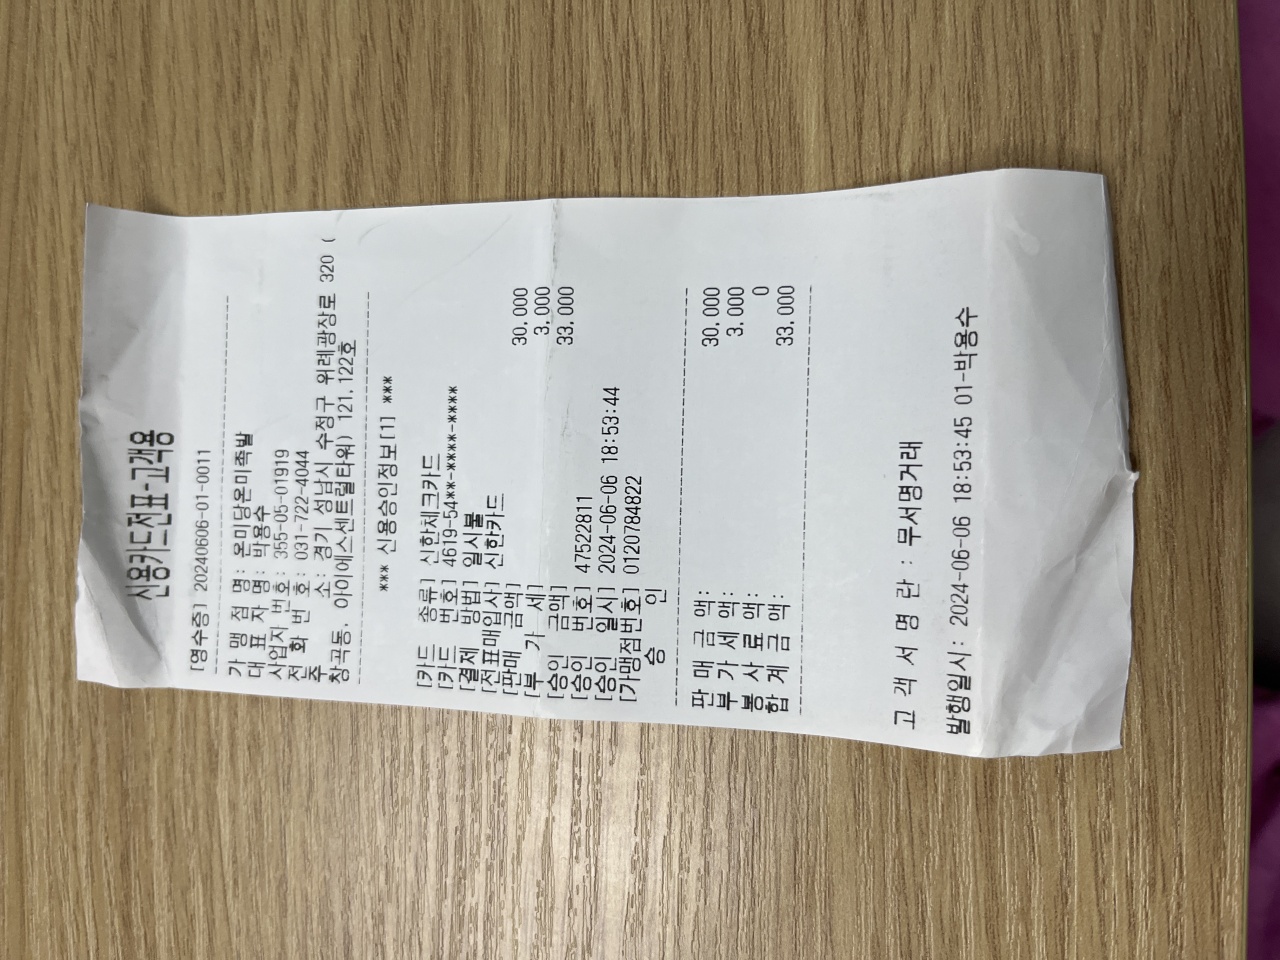 신용카드전표-고객용
[영수증] 20240606-01-0011
가 맹 점 명: 온미당온미족발
대 표 자 명: 박용수
사업자 번호: 355-05-01919
전 화 번 호: 031-722-4044
주 소: 경기 성남시 수정구 위례광장로 320 (
창곡동, 아이에스센트럴타워) 121,122호
*** 신용승인정보[1] ***
[카드 종류] 신한체크카드
[카드 번호] 4619-54**-****-****
[결제 방법] 일시불
[전표매입사] 신한카드
[판매 금액] 30,000
[부 가 세] 3,000
[승인 금액] 33,000
[승인 번호] 47522811
[승인 일시] 2024-06-06 18:53:44
[가맹점번호] 0120784822
승 인
판 매 금 액: 30,000
부 가 세 액: 3,000
봉 사 료 액: 0
합 계 금 액: 33,000
고 객 서 명 란 : 무서명거래
발행일시: 2024-06-06 18:53:45 01-박용수